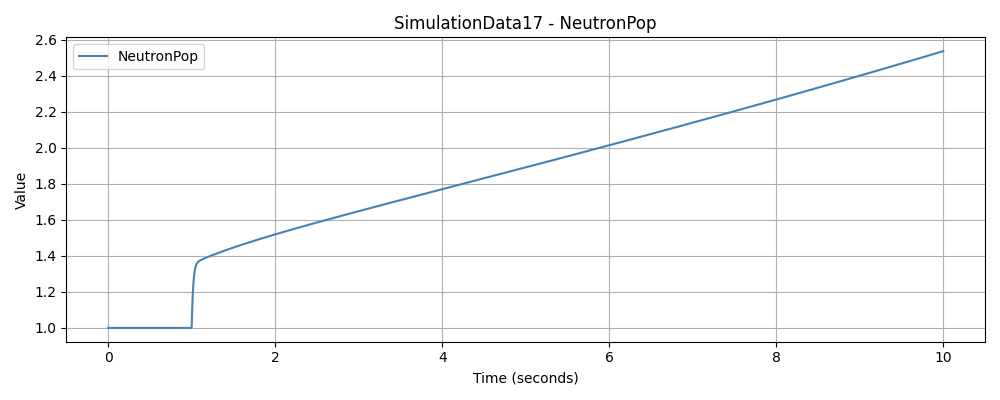 SimulationData17 - NeutronPop
NeutronPop
Value
2.6
2.4
2.2
2.0
1.8
1.6
1.4
1.2
1.0
0 2 4 6 8 10
Time (seconds)